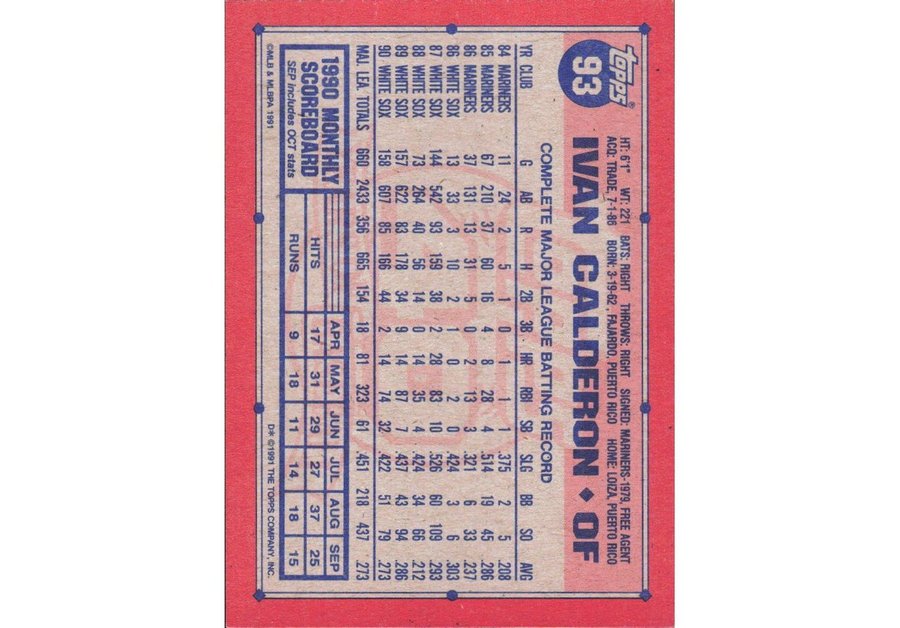 topps®
93
HT: 6'1" WT: 221 BATS: RIGHT THROWS: RIGHT SIGNED: MARINERS-1979, FREE AGENT
ACQ: TRADE, 7-1-86 BORN: 3-19-62, FAJARDO, PUERTO RICO HOME: LOIZA, PUERTO RICO
IVAN CALDERON ◆ OF
COMPLETE MAJOR LEAGUE BATTING RECORD
YR CLUB G AB R H 2B 3B HR RBI SB SLG BB SO AVG
84 MARINERS 11 24 2 5 1 0 1 1 1 .375 2 5 .208
85 MARINERS 67 210 37 60 16 4 8 28 4 .514 19 45 .286
86 MARINERS 37 131 13 31 5 0 2 13 3 .321 6 33 .237
86 WHITE SOX 13 33 3 10 2 1 0 2 0 .424 3 6 .303
87 WHITE SOX 144 542 93 159 38 2 28 83 10 .526 60 109 .293
88 WHITE SOX 73 264 40 56 14 0 14 35 4 .424 34 66 .212
89 WHITE SOX 157 622 83 178 34 9 14 87 7 .437 43 94 .286
90 WHITE SOX 158 607 85 166 44 2 14 74 32 .422 51 79 .273
MAJ. LEA. TOTALS 660 2433 356 665 154 18 81 323 61 .451 218 437 .273
1990 MONTHLY
SCOREBOARD
SEP includes OCT stats
APR MAY JUN JUL AUG SEP
HITS 17 31 29 27 37 25
RUNS 9 18 11 14 18 15
©MLB & MLBPA 1991
D* ©1991 THE TOPPS COMPANY, INC.